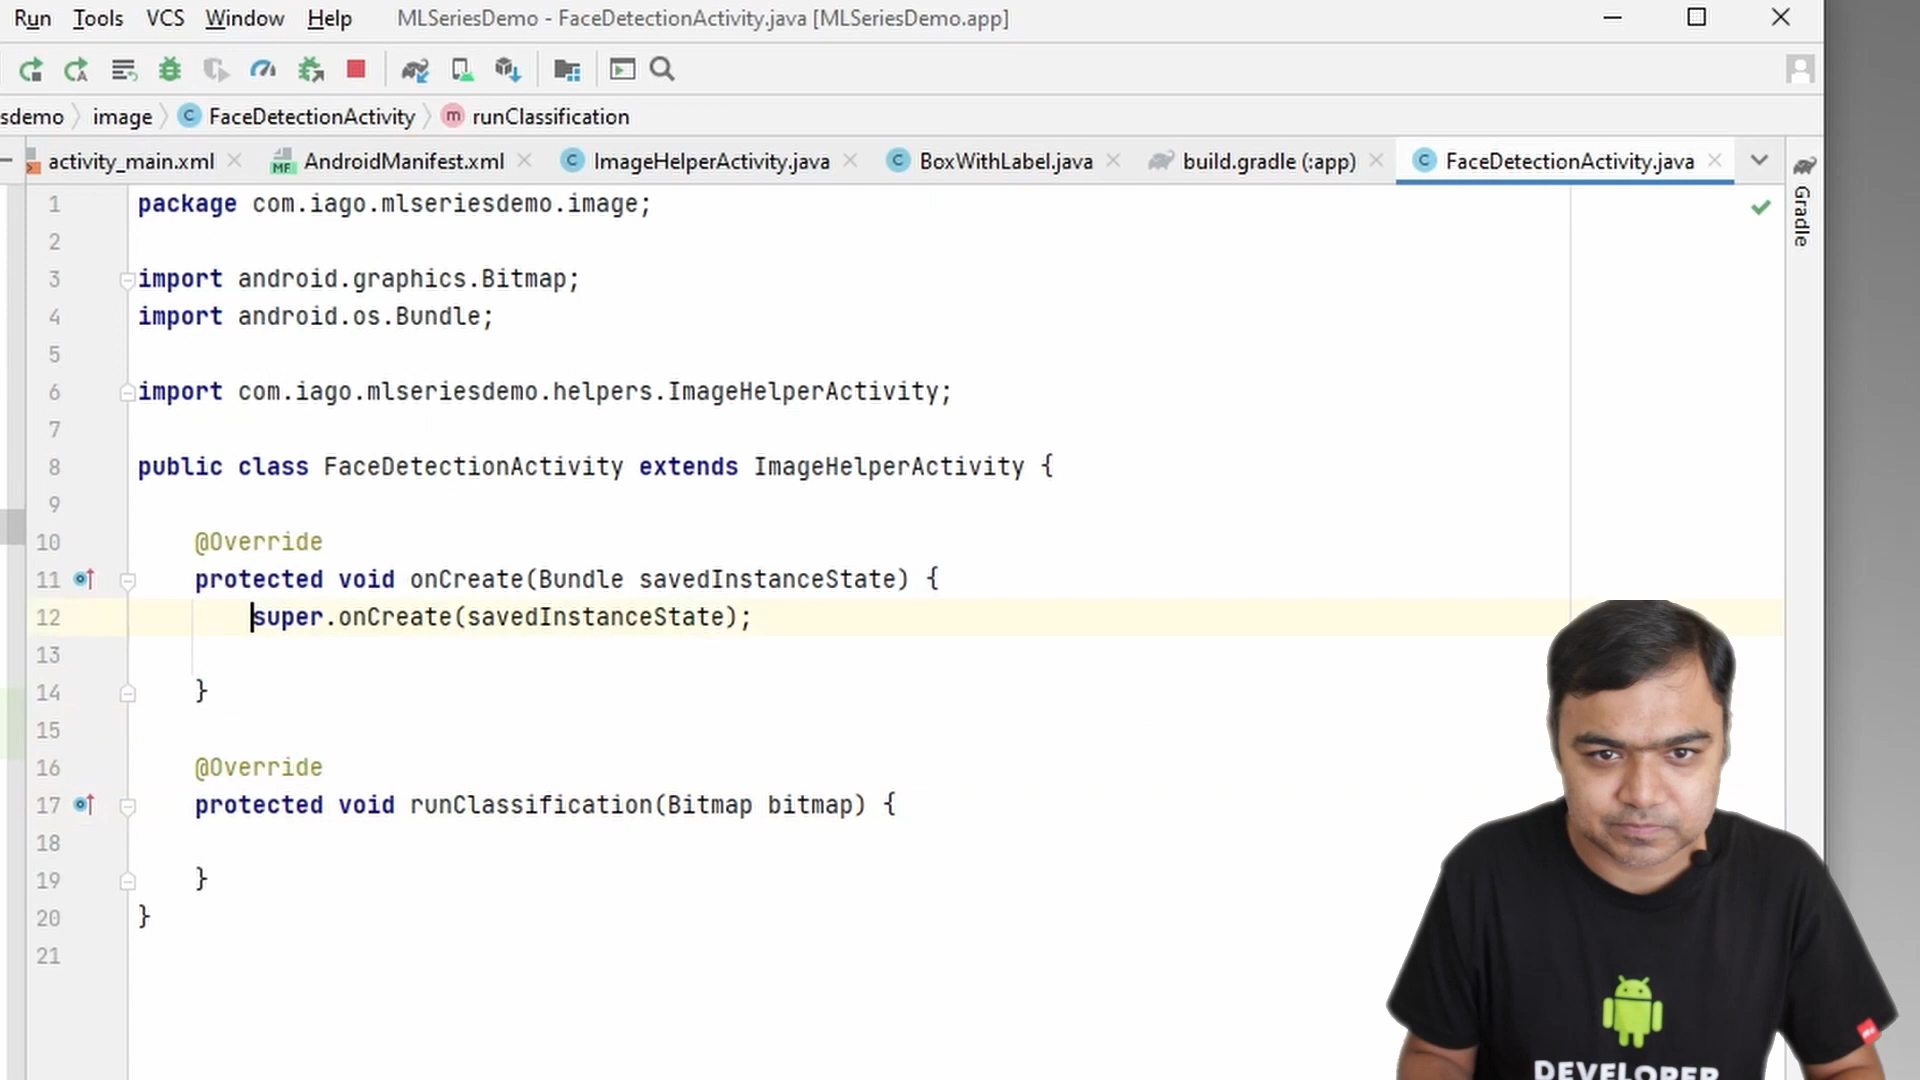 Run Tools VCS Window Help MLSeriesDemo - FaceDetectionActivity.java [MLSeriesDemo.app]
sdemo image FaceDetectionActivity runClassification
activity_main.xml AndroidManifest.xml ImageHelperActivity.java BoxWithLabel.java build.gradle (:app) FaceDetectionActivity.java
Gradle
1 package com.iago.mlseriesdemo.image;
2
3 import android.graphics.Bitmap;
4 import android.os.Bundle;
5
6 import com.iago.mlseriesdemo.helpers.ImageHelperActivity;
7
8 public class FaceDetectionActivity extends ImageHelperActivity {
9
10 @Override
11 protected void onCreate(Bundle savedInstanceState) {
12 super.onCreate(savedInstanceState);
13
14 }
15
16 @Override
17 protected void runClassification(Bitmap bitmap) {
18
19 }
20 }
21
DEVELOPER